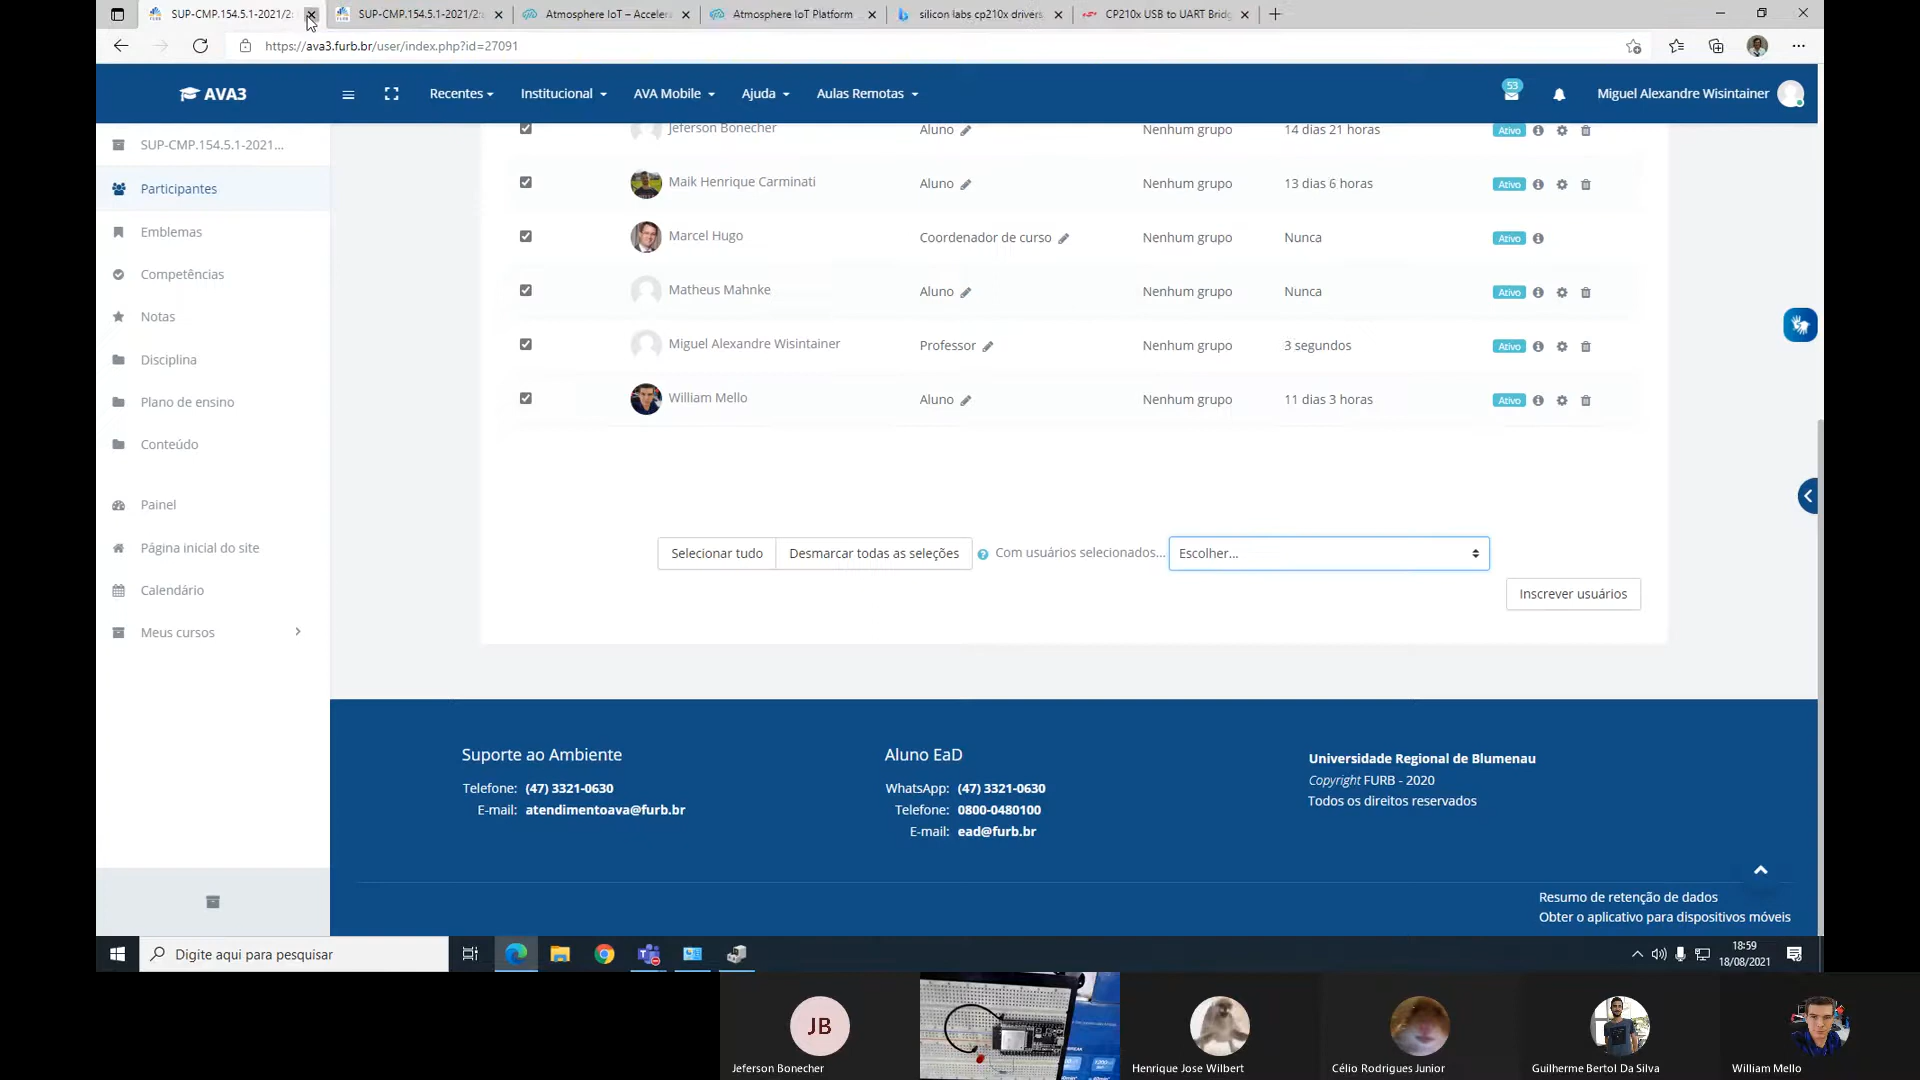 SUP-CMP.154.5.1-2021/2:
SUP-CMP.154.5.1-2021/2:
Atmosphere IoT – Acceler
Atmosphere IoT Platform
silicon labs cp210x drivers
CP210x USB to UART Bridg
https://ava3.furb.br/user/index.php?id=27091
AVA3
Recentes
Institucional
AVA Mobile
Ajuda
Aulas Remotas
53
Miguel Alexandre Wisintainer
SUP-CMP.154.5.1-2021...
Participantes
Emblemas
Competências
Notas
Disciplina
Plano de ensino
Conteúdo
Painel
Página inicial do site
Calendário
Meus cursos
Jeferson Bonecher Aluno Nenhum grupo 14 dias 21 horas Ativo
Maik Henrique Carminati Aluno Nenhum grupo 13 dias 6 horas Ativo
Marcel Hugo Coordenador de curso Nenhum grupo Nunca Ativo
Matheus Mahnke Aluno Nenhum grupo Nunca Ativo
Miguel Alexandre Wisintainer Professor Nenhum grupo 3 segundos Ativo
William Mello Aluno Nenhum grupo 11 dias 3 horas Ativo
Selecionar tudo
Desmarcar todas as seleções
Com usuários selecionados...
Escolher...
Inscrever usuários
Suporte ao Ambiente
Telefone: (47) 3321-0630
E-mail: atendimentoava@furb.br
Aluno EaD
WhatsApp: (47) 3321-0630
Telefone: 0800-0480100
E-mail: ead@furb.br
Universidade Regional de Blumenau
Copyright FURB - 2020
Todos os direitos reservados
Resumo de retenção de dados
Obter o aplicativo para dispositivos móveis
Digite aqui para pesquisar
18:59
18/08/2021
JB
Jeferson Bonecher
Henrique Jose Wilbert
Célio Rodrigues Junior
Guilherme Bertol Da Silva
William Mello